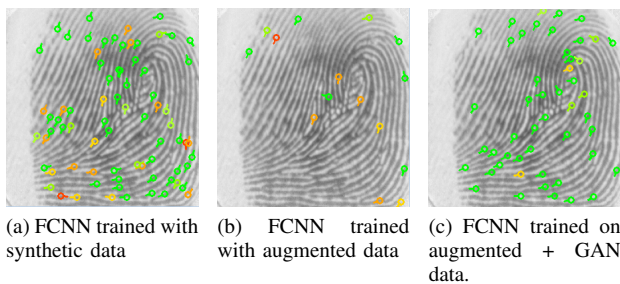 (a) FCNN trained with
synthetic data
(b) FCNN trained
with augmented data
(c) FCNN trained on
augmented + GAN
data.